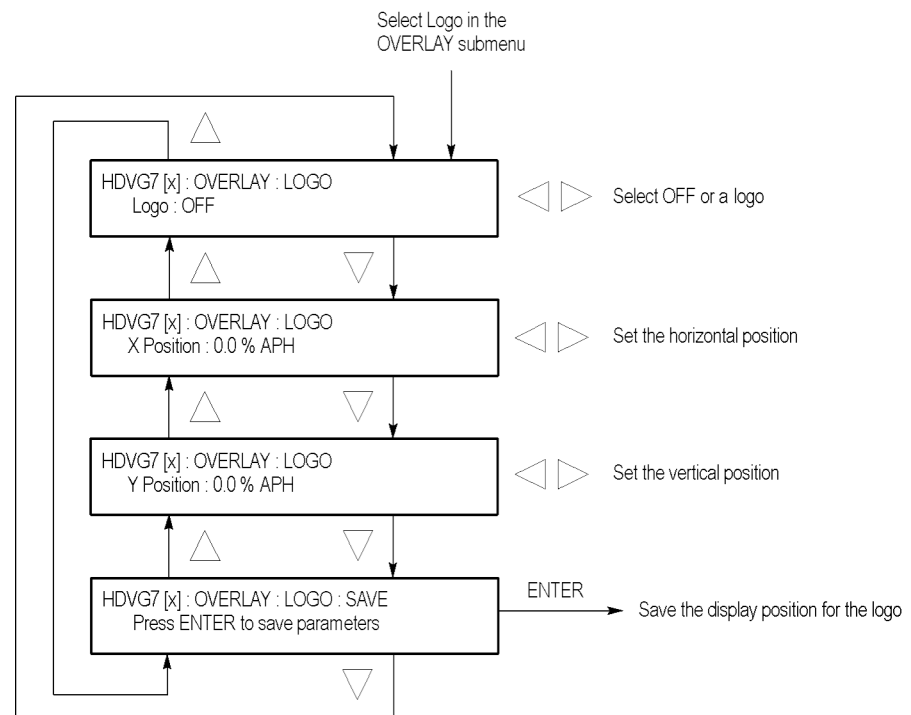 Select Logo in the
OVERLAY submenu
HDVG7 [x] : OVERLAY : LOGO
Logo : OFF
Select OFF or a logo
HDVG7 [x] : OVERLAY : LOGO
X Position : 0.0 % APH
Set the horizontal position
HDVG7 [x] : OVERLAY : LOGO
Y Position : 0.0 % APH
Set the vertical position
HDVG7 [x] : OVERLAY : LOGO : SAVE
Press ENTER to save parameters
ENTER
Save the display position for the logo